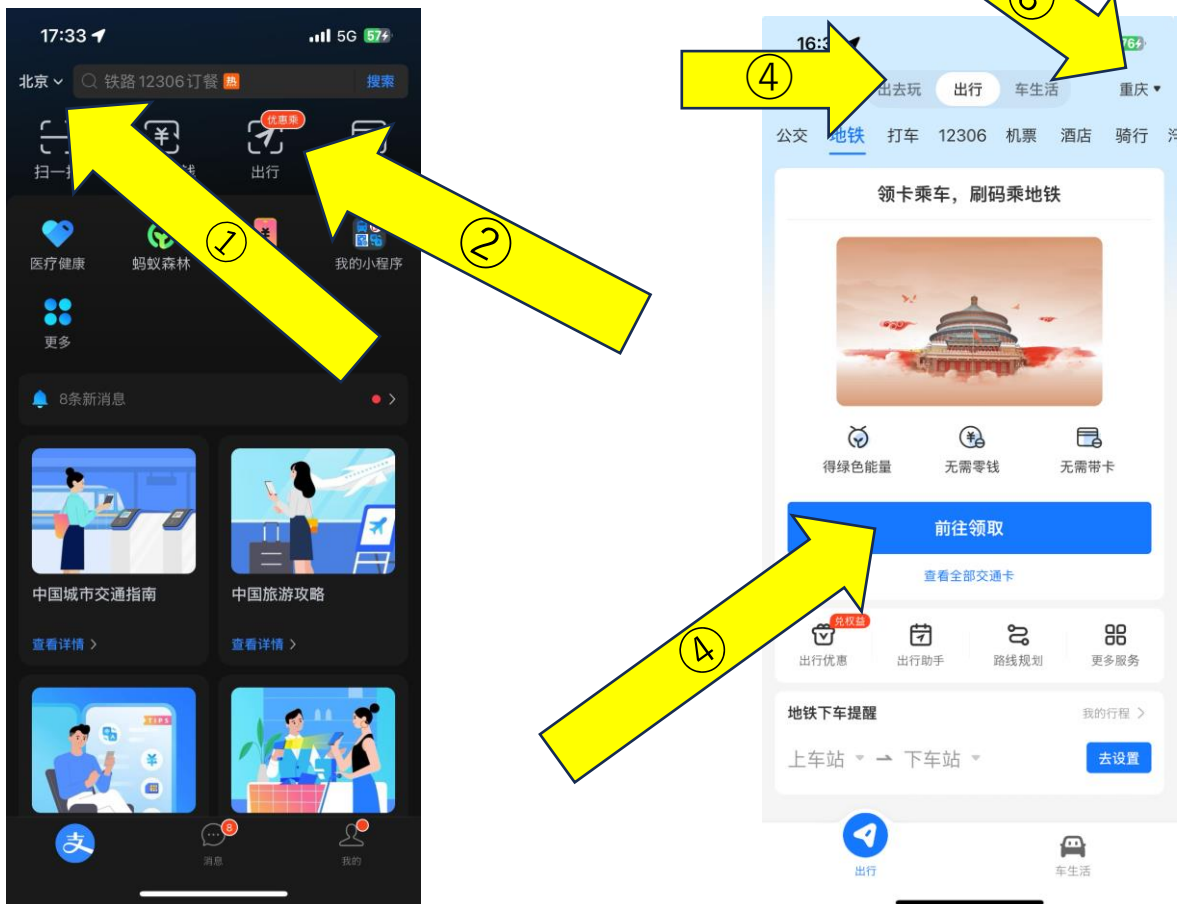 17:33
5G 57
北京
铁路12306订餐 热
搜索
优惠乘
出行
医疗健康
蚂蚁森林
我的小程序
更多
8条新消息
中国城市交通指南
中国旅游攻略
查看详情 >
查看详情 >
TIPS
支
8
消息
我的
①
②
④
76
出去玩
出行
车生活
重庆
公交
地铁
打车
12306
机票
酒店
骑行
领卡乘车，刷码乘地铁
得绿色能量
无需零钱
无需带卡
前往领取
查看全部交通卡
④
兑权益
出行优惠
出行助手
路线规划
更多服务
地铁下车提醒
我的行程 >
上车站
下车站
去设置
出行
车生活